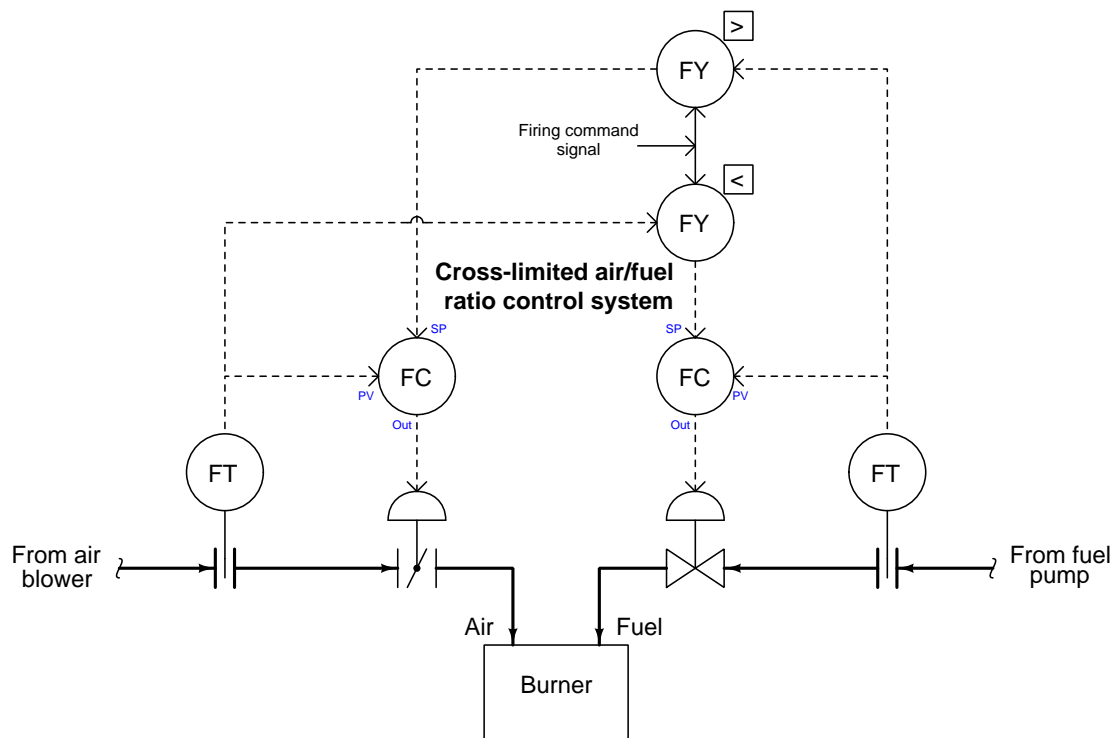 >
FY
Firing command
signal
<
FY
Cross-limited air/fuel
ratio control system
SP
SP
FC
FC
PV
PV
Out
Out
FT
FT
From air
blower
From fuel
pump
Air
Fuel
Burner